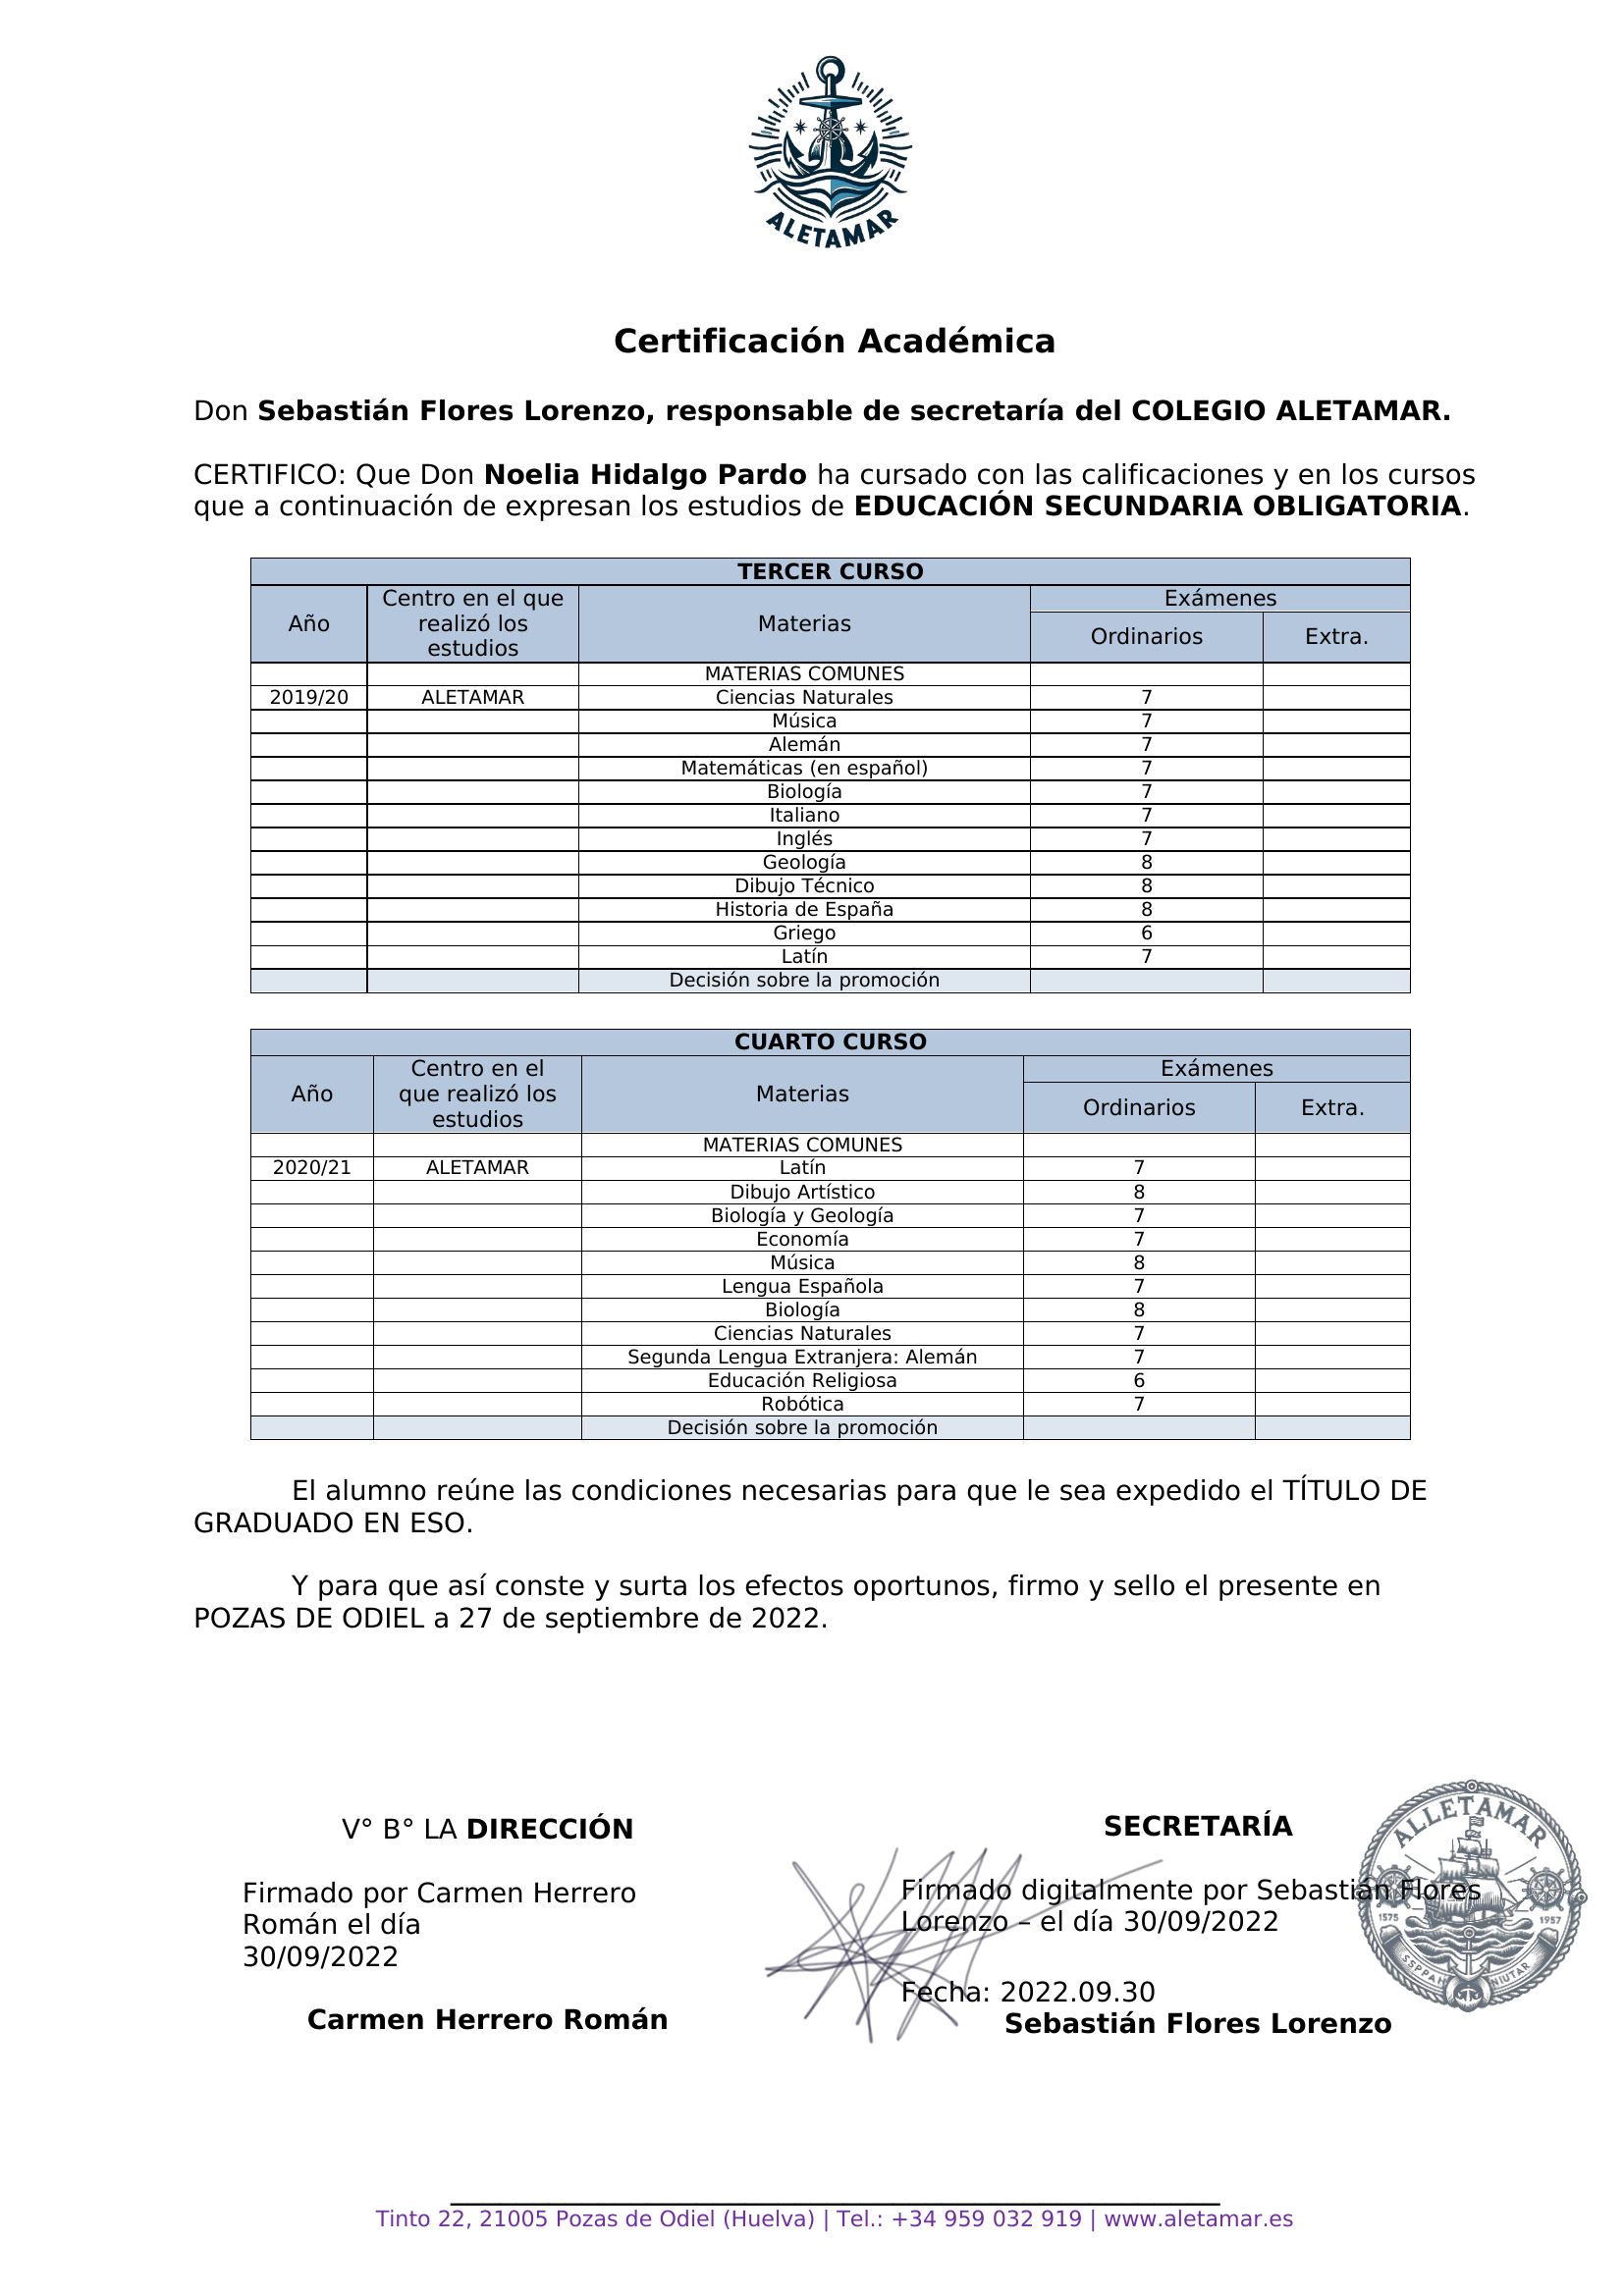 ALETAMAR
Certificación Académica
Don Sebastián Flores Lorenzo, responsable de secretaría del COLEGIO ALETAMAR.
CERTIFICO: Que Don Noelia Hidalgo Pardo ha cursado con las calificaciones y en los cursos
que a continuación de expresan los estudios de EDUCACIÓN SECUNDARIA OBLIGATORIA.
TERCER CURSO
Año
Centro en el que
realizó los
estudios
Materias
Exámenes
Ordinarios
Extra.
MATERIAS COMUNES
2019/20 ALETAMAR Ciencias Naturales 7
Música 7
Alemán 7
Matemáticas (en español) 7
Biología 7
Italiano 7
Inglés 7
Geología 8
Dibujo Técnico 8
Historia de España 8
Griego 6
Latín 7
Decisión sobre la promoción
CUARTO CURSO
Año
Centro en el
que realizó los
estudios
Materias
Exámenes
Ordinarios
Extra.
MATERIAS COMUNES
2020/21 ALETAMAR Latín 7
Dibujo Artístico 8
Biología y Geología 7
Economía 7
Música 8
Lengua Española 7
Biología 8
Ciencias Naturales 7
Segunda Lengua Extranjera: Alemán 7
Educación Religiosa 6
Robótica 7
Decisión sobre la promoción
El alumno reúne las condiciones necesarias para que le sea expedido el TÍTULO DE
GRADUADO EN ESO.
Y para que así conste y surta los efectos oportunos, firmo y sello el presente en
POZAS DE ODIEL a 27 de septiembre de 2022.
V° B° LA DIRECCIÓN
Firmado por Carmen Herrero
Román el día
30/09/2022
Carmen Herrero Román
SECRETARÍA
Firmado digitalmente por Sebastián Flores
Lorenzo – el día 30/09/2022
Fecha: 2022.09.30
Sebastián Flores Lorenzo
ALLETAMAR
1575
1957
SSPPAH
NIUTAR
Tinto 22, 21005 Pozas de Odiel (Huelva) | Tel.: +34 959 032 919 | www.aletamar.es